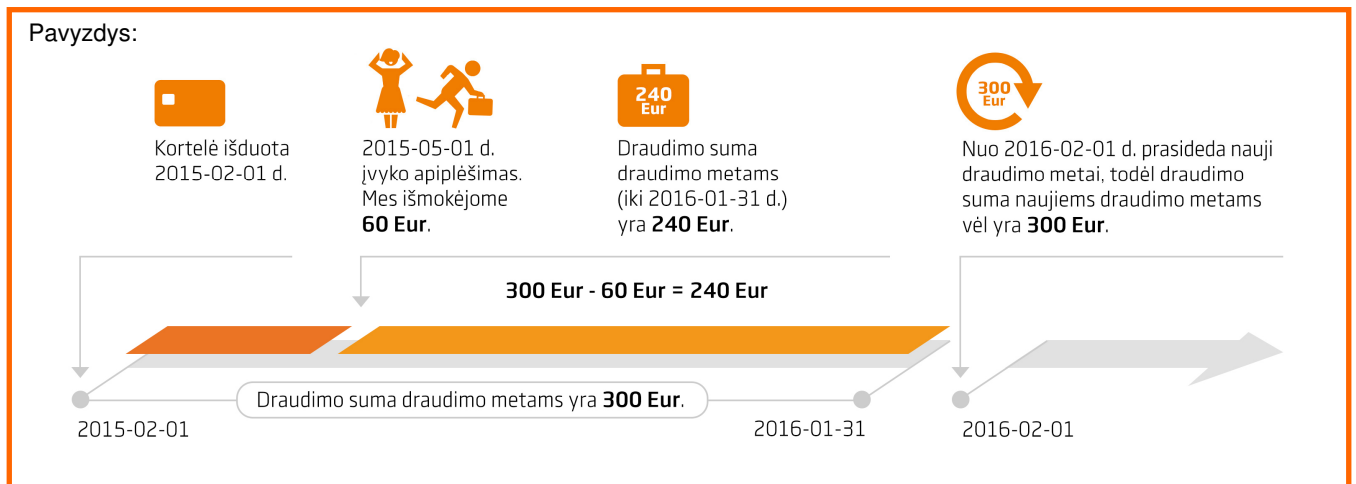 Pavyzdys:
Kortelė išduota
2015-02-01 d.
2015-05-01 d.
įvyko apiplėšimas.
Mes išmokėjome
60 Eur.
240
Eur
Draudimo suma
draudimo metams
(iki 2016-01-31 d.)
yra 240 Eur.
300
Eur
Nuo 2016-02-01 d. prasideda nauji
draudimo metai, todėl draudimo
suma naujiems draudimo metams
vėl yra 300 Eur.
300 Eur - 60 Eur = 240 Eur
Draudimo suma draudimo metams yra 300 Eur.
2015-02-01
2016-01-31
2016-02-01